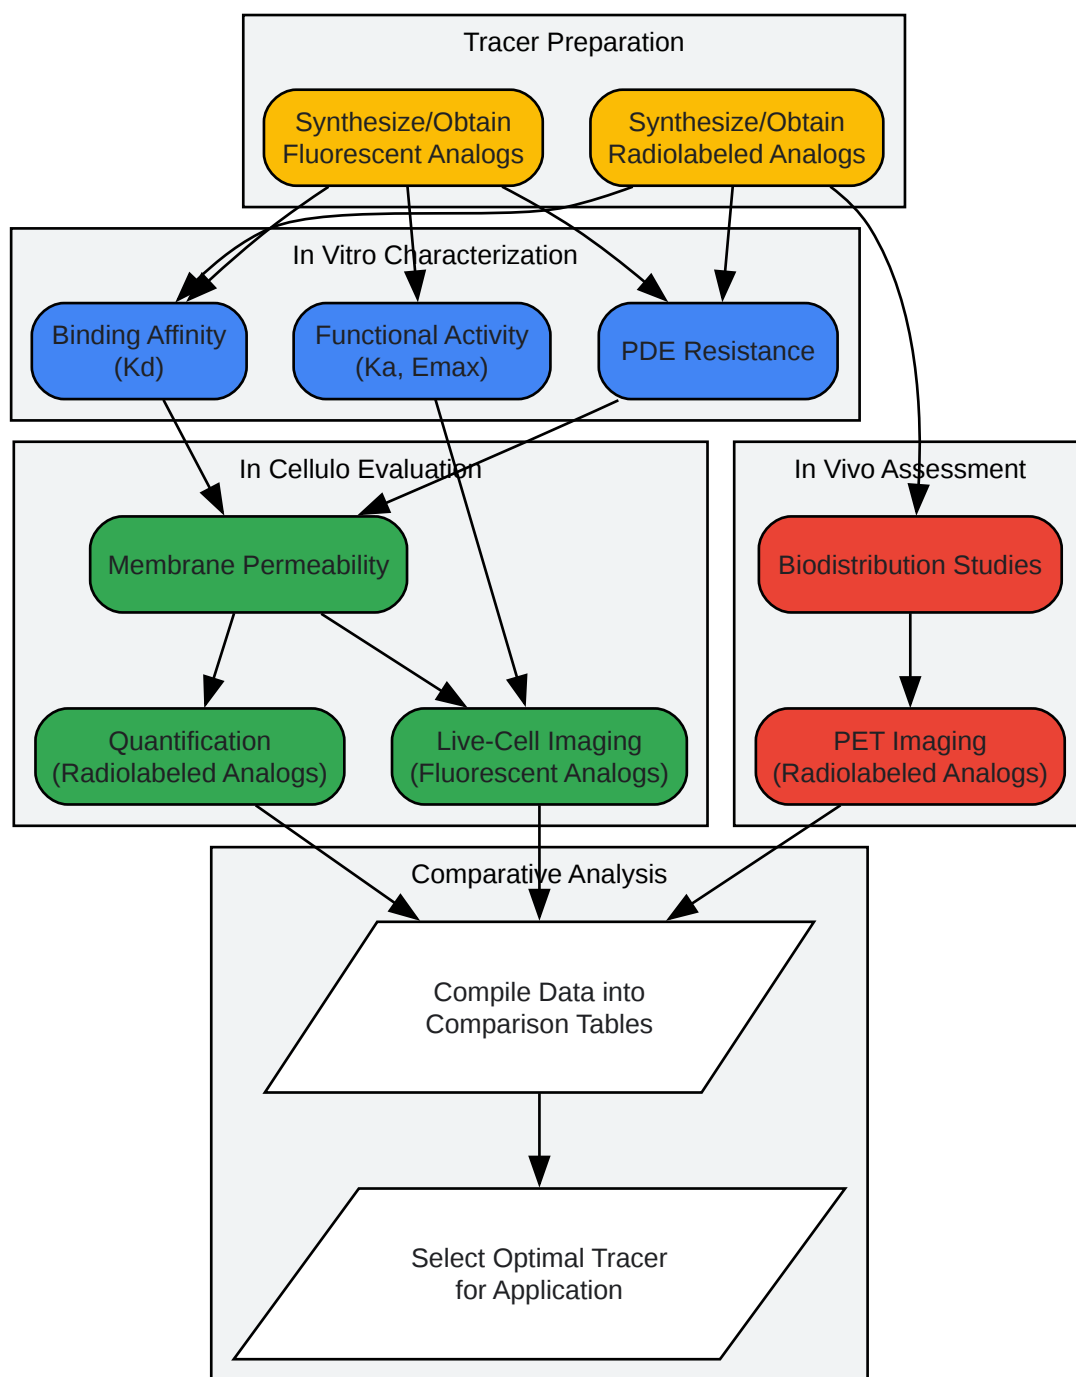 Tracer Preparation
Synthesize/Obtain
Fluorescent Analogs
Synthesize/Obtain
Radiolabeled Analogs
In Vitro Characterization
Binding Affinity
(Kd)
Functional Activity
(Ka, Emax)
PDE Resistance
In Cellulo Evaluation
In Vivo Assessment
Membrane Permeability
Biodistribution Studies
Quantification
(Radiolabeled Analogs)
Live-Cell Imaging
(Fluorescent Analogs)
PET Imaging
(Radiolabeled Analogs)
Comparative Analysis
Compile Data into
Comparison Tables
Select Optimal Tracer
for Application